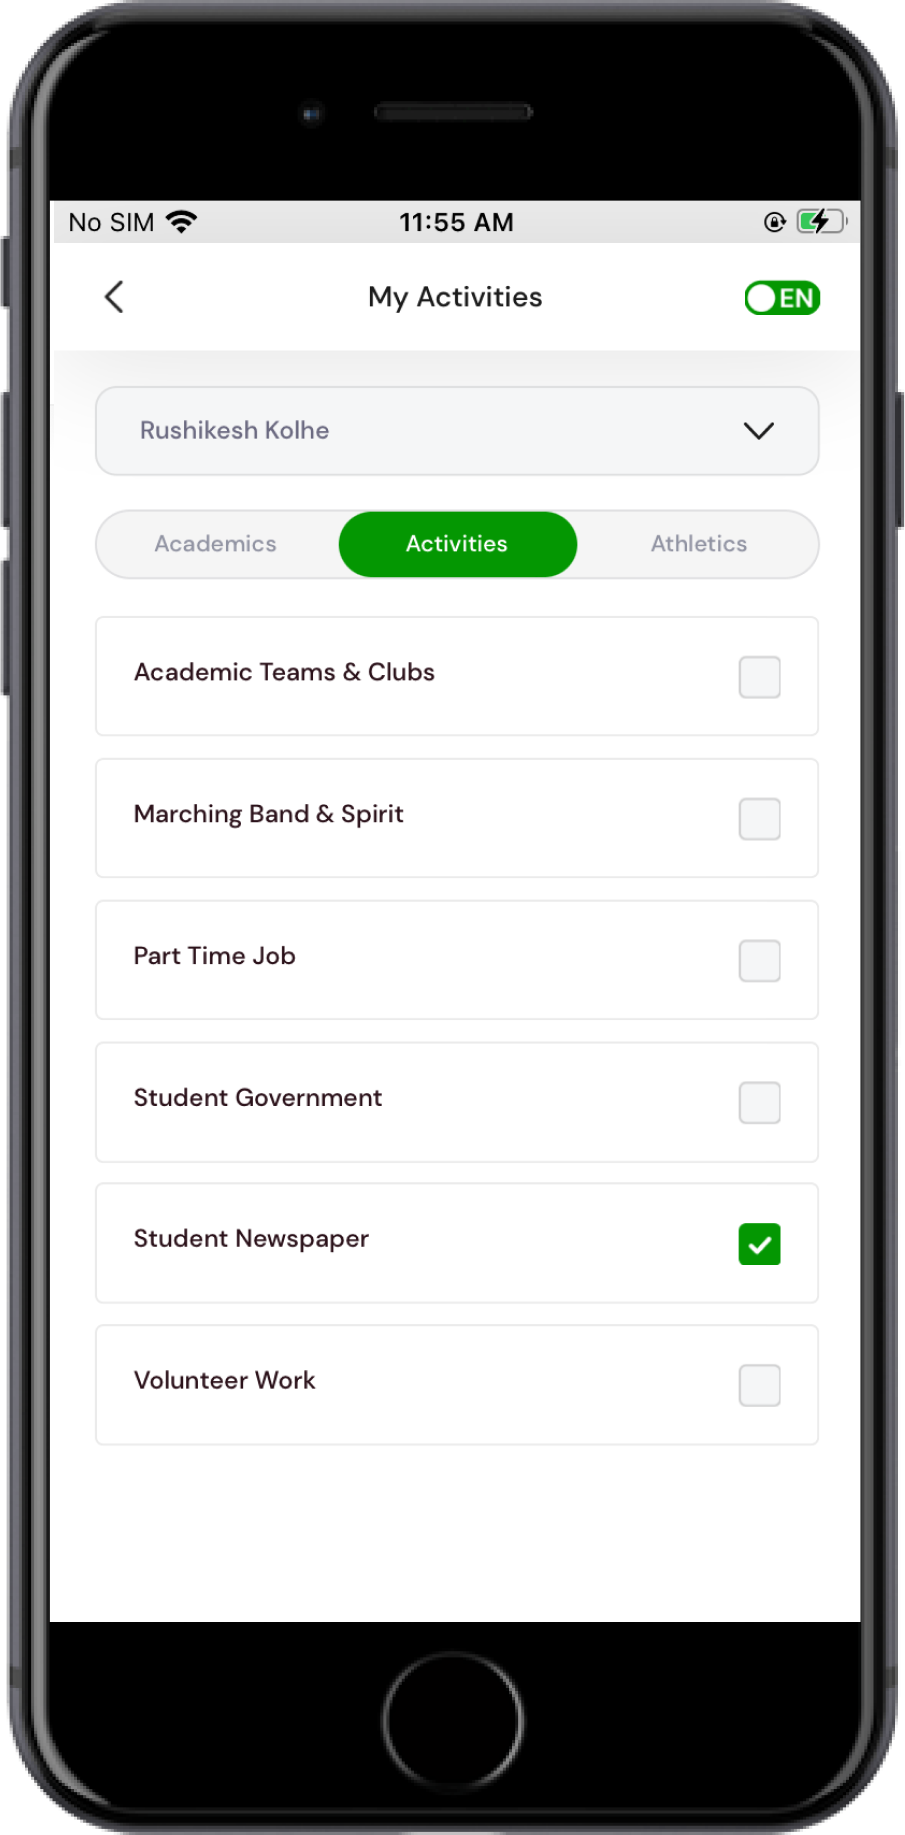 No SIM 11:55 AM
My Activities EN
Rushikesh Kolhe
Academics Activities Athletics
Academic Teams & Clubs
Marching Band & Spirit
Part Time Job
Student Government
Student Newspaper
Volunteer Work